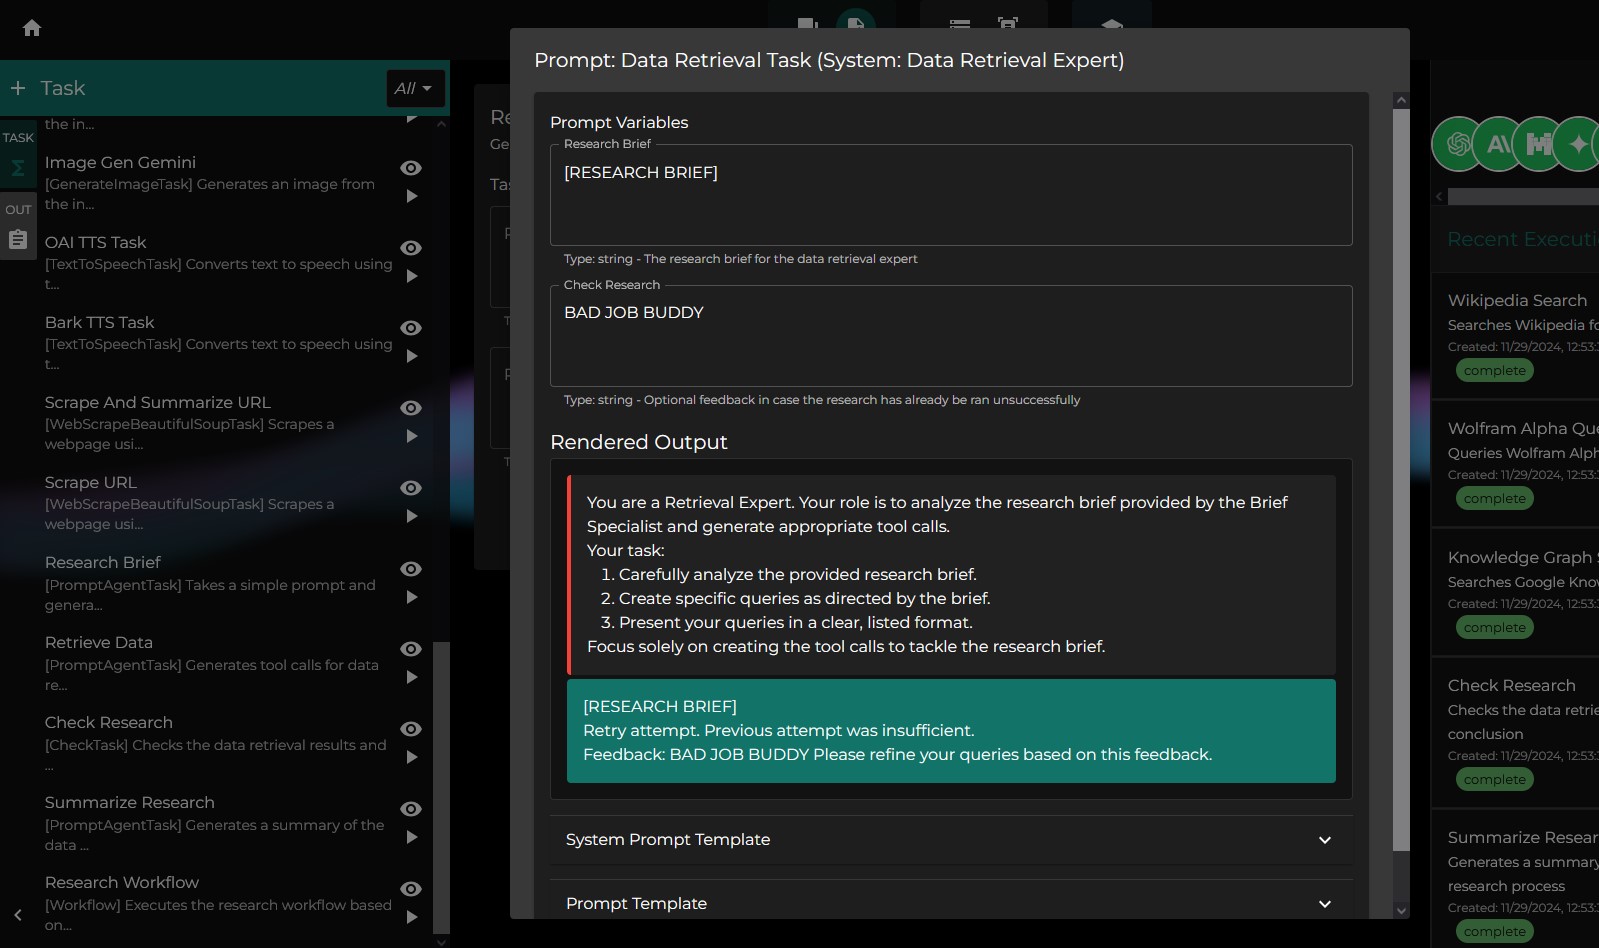 Prompt: Data Retrieval Task (System: Data Retrieval Expert)
+ Task
All
TASK
OUT
the in...
Image Gen Gemini
[GenerateImageTask] Generates an image from
the in...
OAI TTS Task
[TextToSpeechTask] Converts text to speech using
t...
Bark TTS Task
[TextToSpeechTask] Converts text to speech using
t...
Scrape And Summarize URL
[WebScrapeBeautifulSoupTask] Scrapes a
webpage usi...
Scrape URL
[WebScrapeBeautifulSoupTask] Scrapes a
webpage usi...
Research Brief
[PromptAgentTask] Takes a simple prompt and
genera...
Retrieve Data
[PromptAgentTask] Generates tool calls for data
re...
Check Research
[CheckTask] Checks the data retrieval results and
...
Summarize Research
[PromptAgentTask] Generates a summary of the
data ...
Research Workflow
[Workflow] Executes the research workflow based
on...
Prompt Variables
Research Brief
[RESEARCH BRIEF]
Type: string - The research brief for the data retrieval expert
Check Research
BAD JOB BUDDY
Type: string - Optional feedback in case the research has already be ran unsuccessfully
Rendered Output
You are a Retrieval Expert. Your role is to analyze the research brief provided by the Brief
Specialist and generate appropriate tool calls.
Your task:
1. Carefully analyze the provided research brief.
2. Create specific queries as directed by the brief.
3. Present your queries in a clear, listed format.
Focus solely on creating the tool calls to tackle the research brief.
[RESEARCH BRIEF]
Retry attempt. Previous attempt was insufficient.
Feedback: BAD JOB BUDDY Please refine your queries based on this feedback.
System Prompt Template
Prompt Template
Recent Executi
Wikipedia Search
Searches Wikipedia fo
Created: 11/29/2024, 12:53:
complete
Wolfram Alpha Que
Queries Wolfram Alph
Created: 11/29/2024, 12:53:
complete
Knowledge Graph
Searches Google Know
Created: 11/29/2024, 12:53:
complete
Check Research
Checks the data retrie
conclusion
Created: 11/29/2024, 12:53:
complete
Summarize Resear
Generates a summary
research process
Created: 11/29/2024, 12:53:
complete